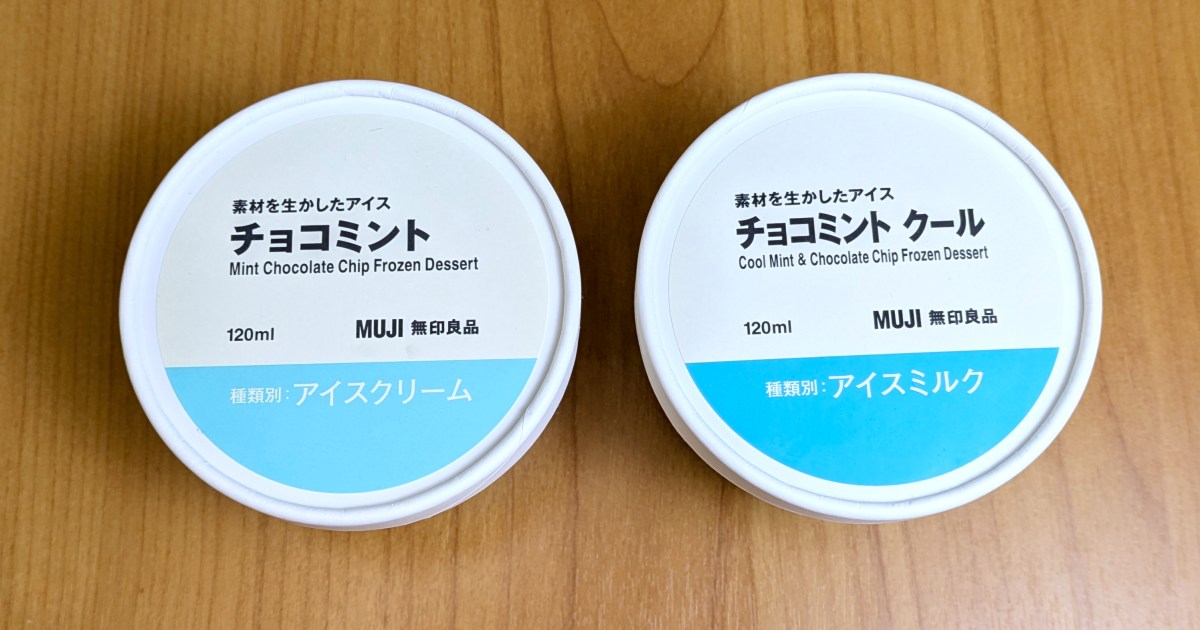 素材を生かしたアイス
チョコミント
Mint Chocolate Chip Frozen Dessert
120ml
MUJI 無印良品
種類別:アイスクリーム
素材を生かしたアイス
チョコミント クール
Cool Mint & Chocolate Chip Frozen Dessert
120ml
MUJI 無印良品
種類別:アイスミルク